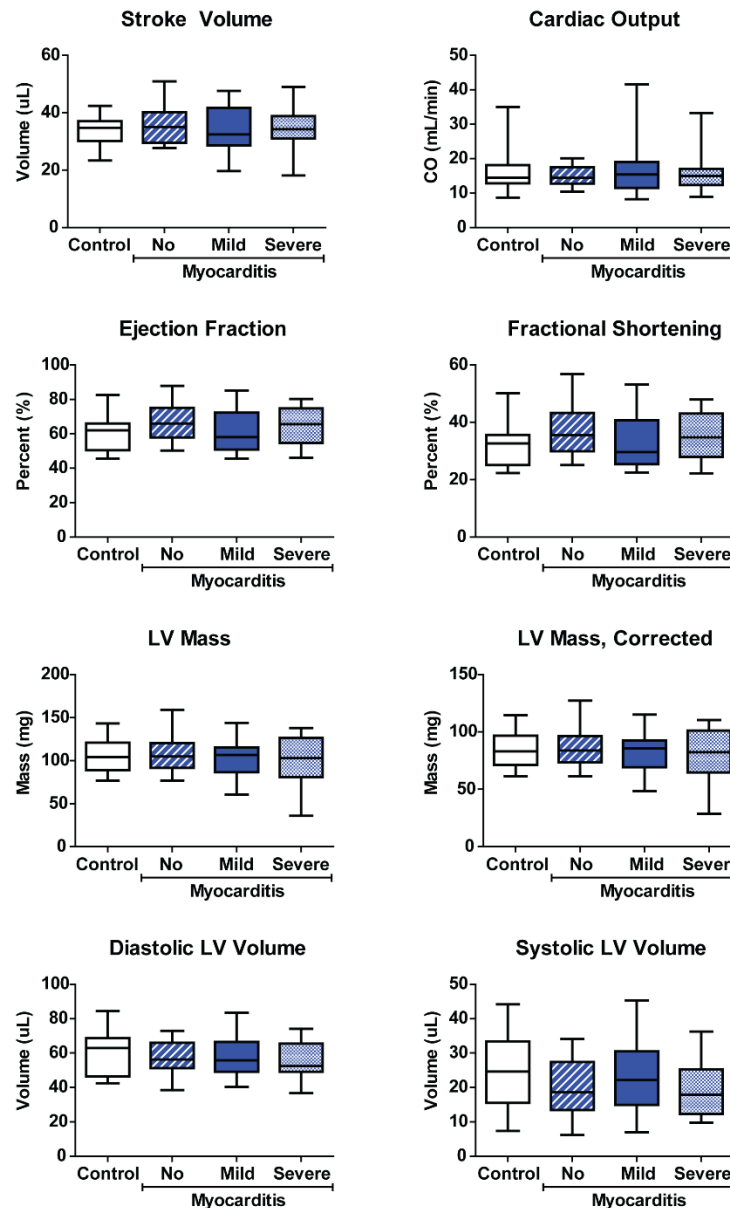 Stroke Volume
Volume (uL)
60
40
20
0
Control No Mild Severe
Myocarditis
Cardiac Output
CO (mL/min)
50
40
30
20
10
0
Control No Mild Severe
Myocarditis
Ejection Fraction
Percent (%)
100
80
60
40
20
0
Control No Mild Severe
Myocarditis
Fractional Shortening
Percent (%)
60
40
20
0
Control No Mild Severe
Myocarditis
LV Mass
Mass (mg)
200
150
100
50
0
Control No Mild Severe
Myocarditis
LV Mass, Corrected
Mass (mg)
150
100
50
0
Control No Mild Severe
Myocarditis
Diastolic LV Volume
Volume (uL)
100
80
60
40
20
0
Control No Mild Severe
Myocarditis
Systolic LV Volume
Volume (uL)
50
40
30
20
10
0
Control No Mild Severe
Myocarditis